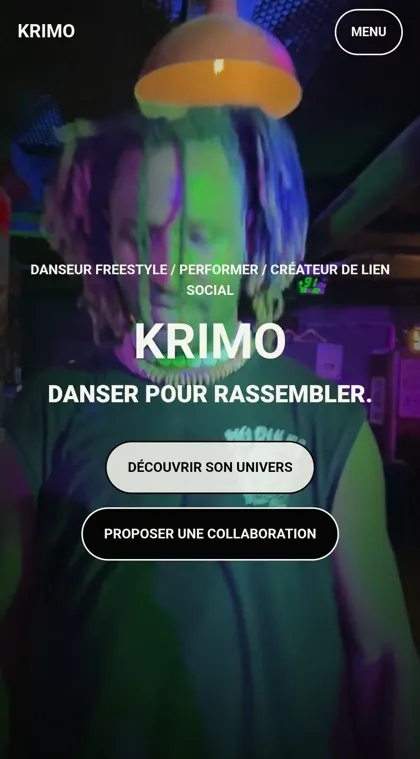 KRIMO
MENU
DANSEUR FREESTYLE / PERFORMER / CRÉATEUR DE LIEN
SOCIAL
KRIMO
DANSER POUR RASSEMBLER.
DÉCOUVRIR SON UNIVERS
PROPOSER UNE COLLABORATION